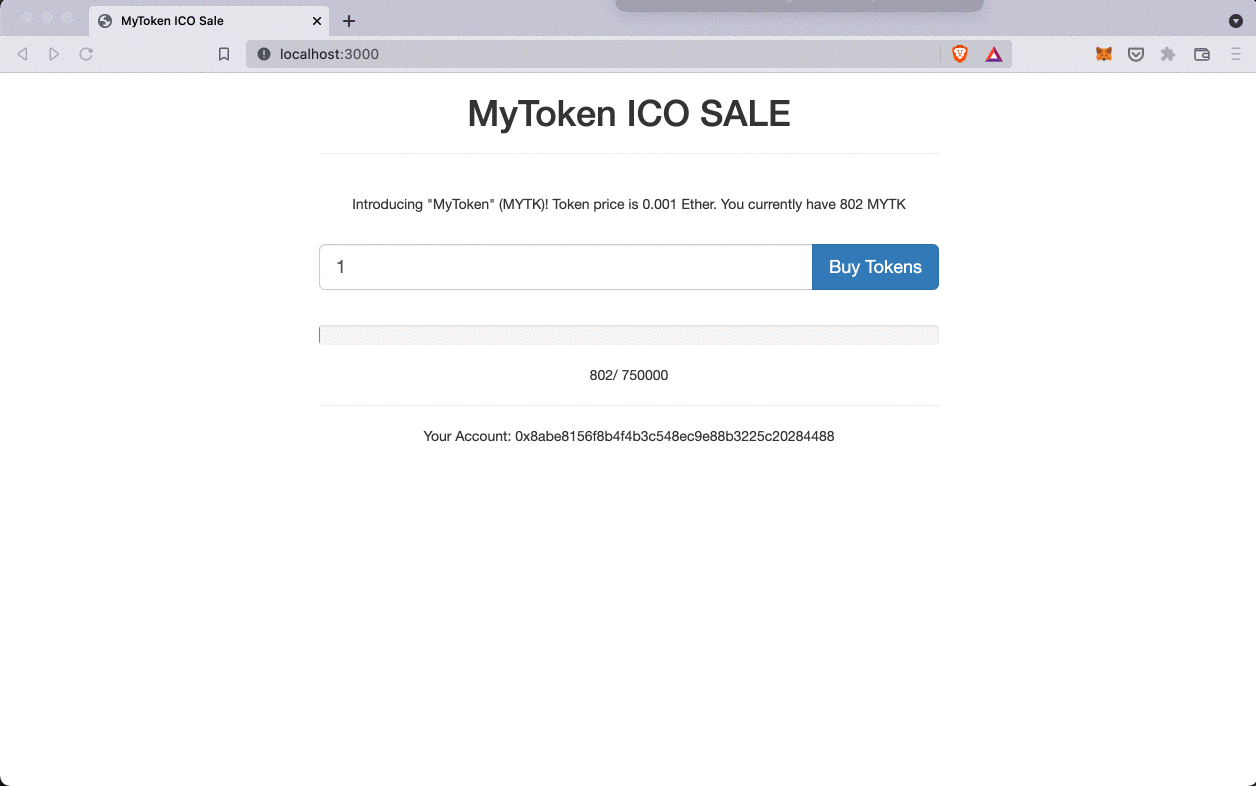 MyToken ICO Sale
localhost:3000
MyToken ICO SALE
Introducing "MyToken" (MYTK)! Token price is 0.001 Ether. You currently have 802 MYTK
1
Buy Tokens
802/ 750000
Your Account: 0x8abe8156f8b4f4b3c548ec9e88b3225c20284488